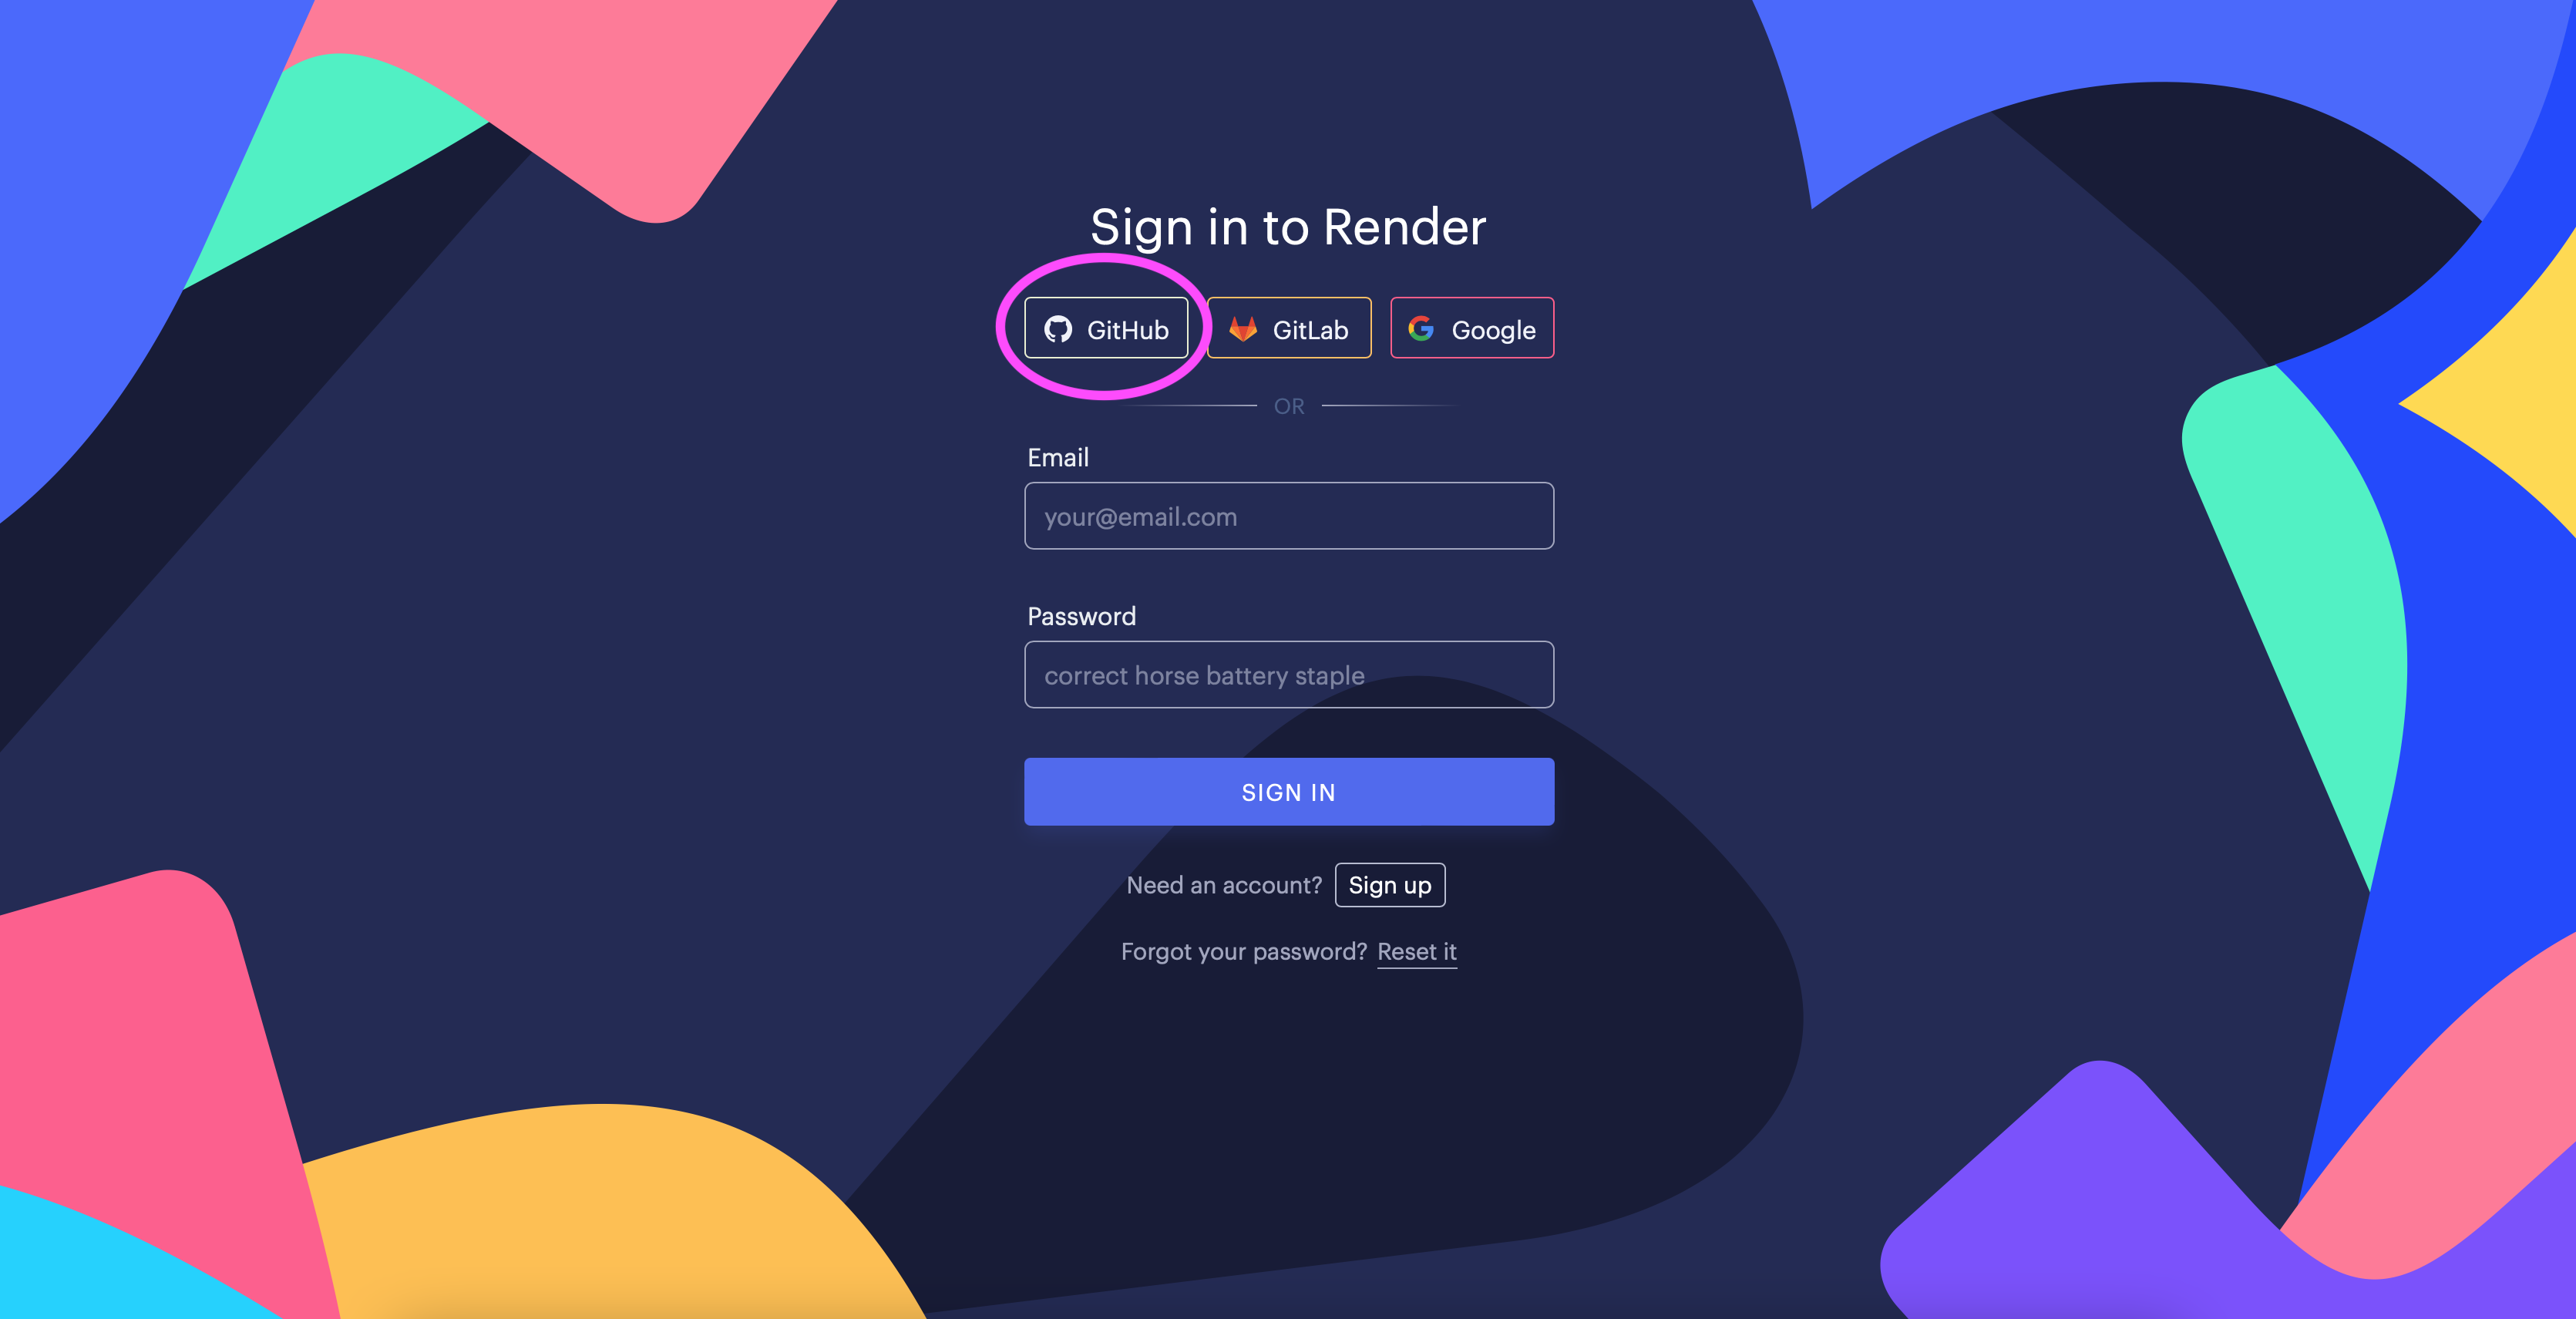 Sign in to Render
GitHub GitLab Google
OR
Email
your@email.com
Password
correct horse battery staple
SIGN IN
Need an account? Sign up
Forgot your password? Reset it